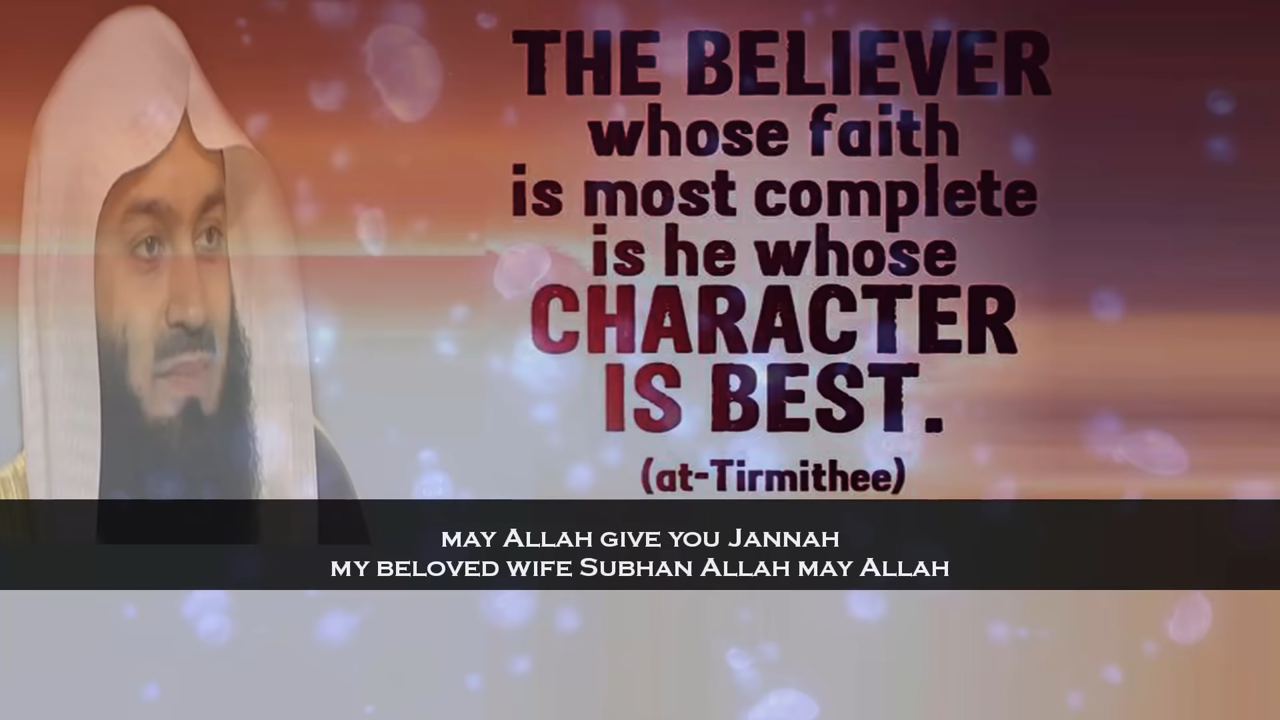 THE BELIEVER
whose faith
is most complete
is he whose
CHARACTER
IS BEST.
(at-Tirmithee)
MAY ALLAH GIVE YOU JANNAH
MY BELOVED WIFE SUBHAN ALLAH MAY ALLAH